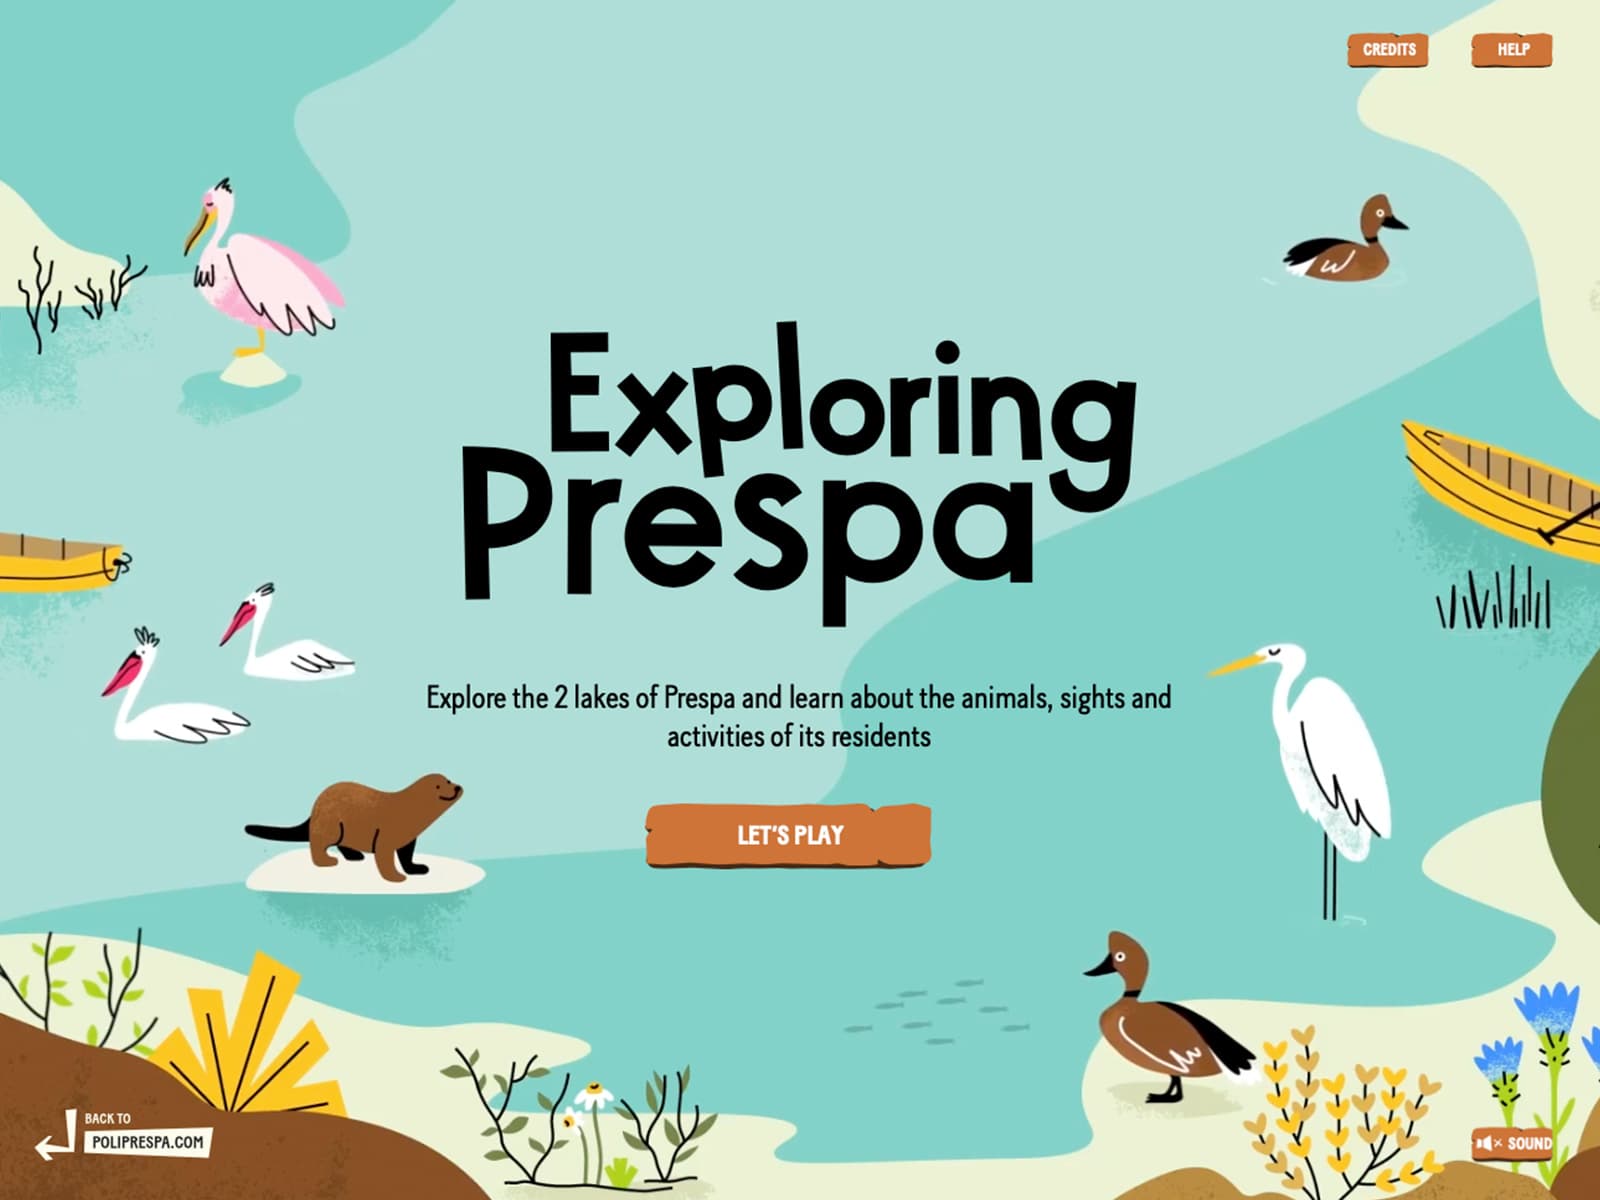 CREDITS
HELP
Exploring
Prespa
Explore the 2 lakes of Prespa and learn about the animals, sights and
activities of its residents
LET'S PLAY
BACK TO
POLIPRESPA.COM
SOUND